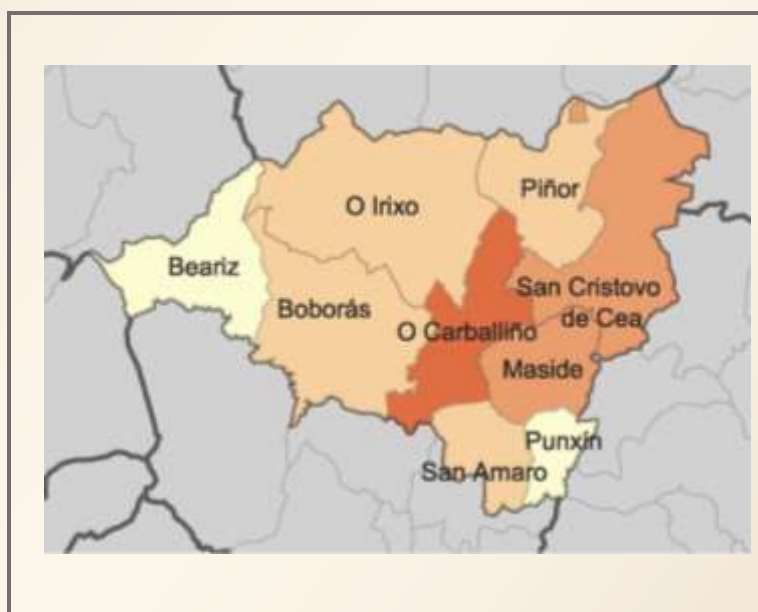 Piñor
O Irixo
Beariz
San Cristovo
de Cea
Boborás
O Carballiño
Maside
Punxín
San Amaro